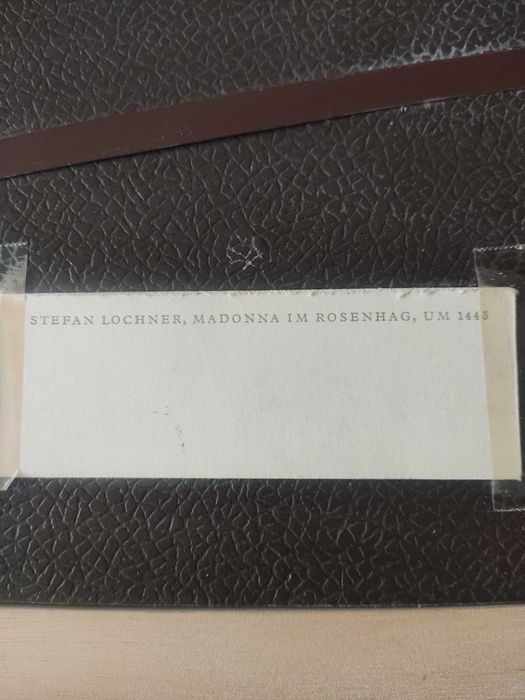 STEFAN LOCHNER, MADONNA IM ROSENHAG, UM 1445